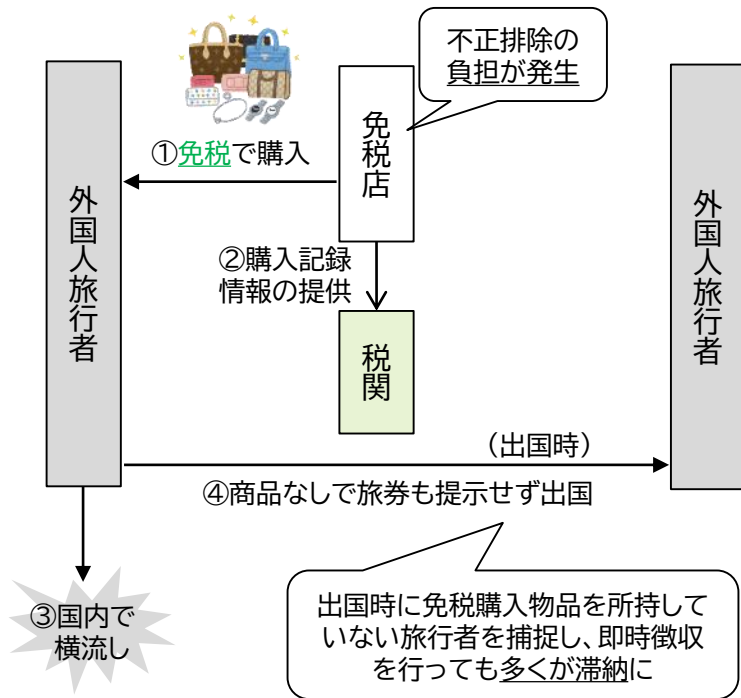 不正排除の
負担が発生
免税店
①免税で購入
外国人旅行者
外国人旅行者
②購入記録
情報の提供
税関
（出国時）
④商品なしで旅券も提示せず出国
③国内で
横流し
出国時に免税購入物品を所持して
いない旅行者を捕捉し、即時徴収
を行っても多くが滞納に